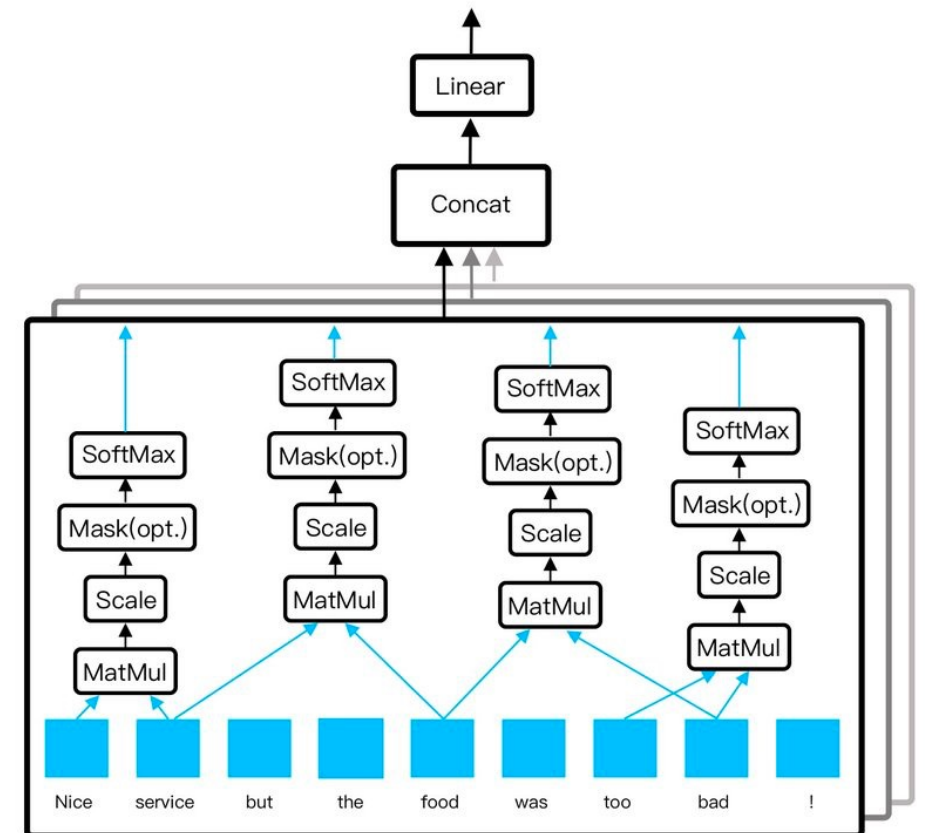 Linear
Concat
SoftMax
Mask(opt.)
Scale
MatMul
SoftMax
Mask(opt.)
Scale
MatMul
SoftMax
Mask(opt.)
Scale
MatMul
SoftMax
Mask(opt.)
Scale
MatMul
Nice service but the food was too bad !